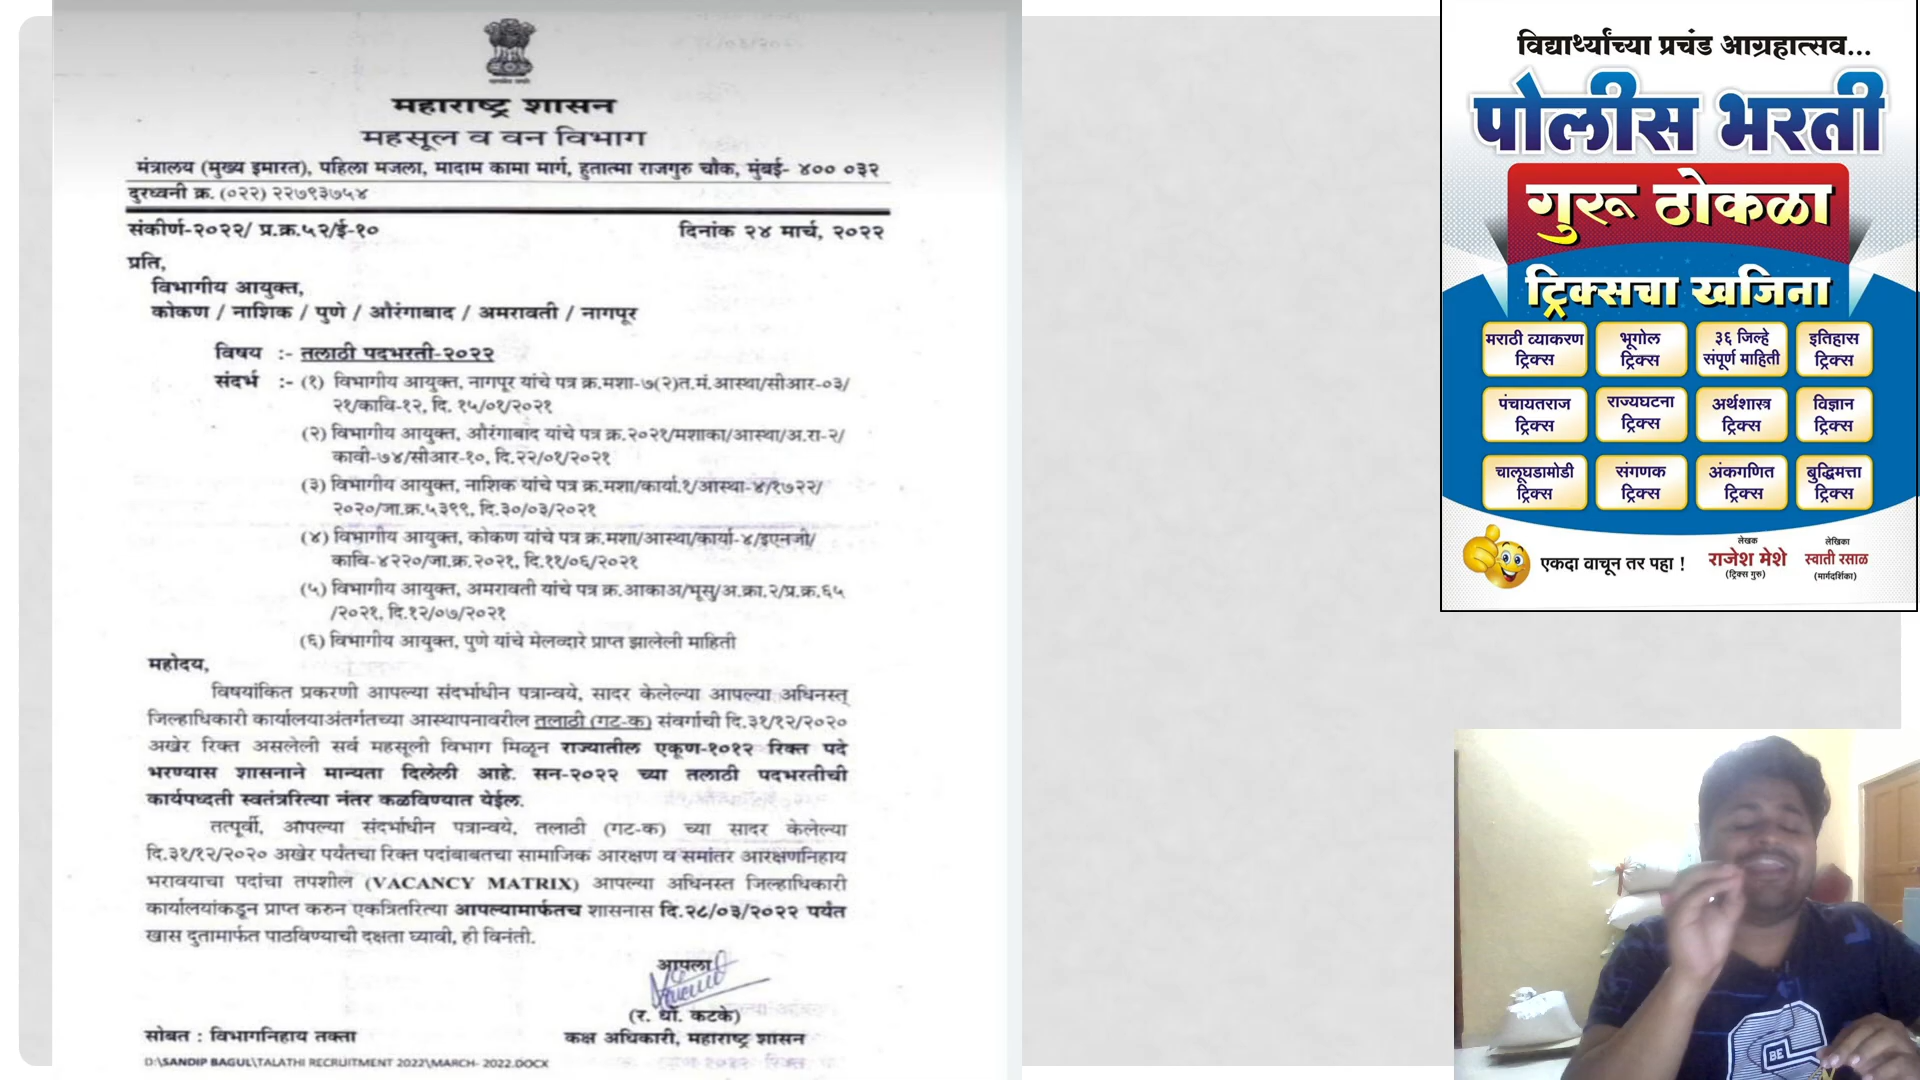 महाराष्ट्र शासन
महसूल व वन विभाग
मंत्रालय (मुख्य इमारत), पहिला मजला, मादाम कामा मार्ग, हुतात्मा राजगुरु चौक, मुंबई- ४०० ०३२
दुरध्वनी क्र. (०२२) २२७९३७५४
संकीर्ण-२०२२/ प्र.क्र.५२/ई-१० दिनांक २४ मार्च, २०२२
प्रति,
विभागीय आयुक्त,
कोकण / नाशिक / पुणे / औरंगाबाद / अमरावती / नागपूर
विषय :- तलाठी पदभरती-२०२२
संदर्भ :- (१) विभागीय आयुक्त, नागपूर यांचे पत्र क्र.मशा-७(२)त.मं.आस्था/सीआर-०३/
२१/कावि-१२, दि. १५/०१/२०२१
(२) विभागीय आयुक्त, औरंगाबाद यांचे पत्र क्र.२०२१/मशाका/आस्था/अ.रा-२/
कावी-७४/सीआर-१०, दि.२२/०१/२०२१
(३) विभागीय आयुक्त, नाशिक यांचे पत्र क्र.मशा/कार्या.१/आस्था-४/१७२२/
२०२०/जा.क्र.५३९९, दि.३०/०३/२०२१
(४) विभागीय आयुक्त, कोकण यांचे पत्र क्र.मशा/आस्था/कार्या-४/इएनजी/
कावि-४२२०/जा.क्र.२०२१, दि.११/०६/२०२१
(५) विभागीय आयुक्त, अमरावती यांचे पत्र क्र.आकाअ/भूसु/अ.क्रा.२/प्र.क्र.६५
/२०२१, दि.१२/०७/२०२१
(६) विभागीय आयुक्त, पुणे यांचे मेलव्दारे प्राप्त झालेली माहिती
महोदय,
विषयांकित प्रकरणी आपल्या संदर्भाधीन पत्रान्वये, सादर केलेल्या आपल्या अधिनस्त्
जिल्हाधिकारी कार्यालयाअंतर्गतच्या आस्थापनावरील तलाठी (गट-क) संवर्गाची दि.३१/१२/२०२०
अखेर रिक्त असलेली सर्व महसूली विभाग मिळून राज्यातील एकूण-१०१२ रिक्त पदे
भरण्यास शासनाने मान्यता दिलेली आहे. सन-२०२२ च्या तलाठी पदभरतीची
कार्यपध्दती स्वतंत्ररित्या नंतर कळविण्यात येईल.
तत्पूर्वी, आपल्या संदर्भाधीन पत्रान्वये, तलाठी (गट-क) च्या सादर केलेल्या
दि.३१/१२/२०२० अखेर पर्यंतचा रिक्त पदांबाबतचा सामाजिक आरक्षण व समांतर आरक्षणनिहाय
भरावयाचा पदांचा तपशील (VACANCY MATRIX) आपल्या अधिनस्त जिल्हाधिकारी
कार्यालयांकडून प्राप्त करुन एकत्रितरित्या आपल्यामार्फतच शासनास दि.२८/०३/२०२२ पर्यंत
खास दुतामार्फत पाठविण्याची दक्षता घ्यावी, ही विनंती.
आपला
(र. धों. कटके)
सोबत : विभागनिहाय तक्ता कक्ष अधिकारी, महाराष्ट्र शासन
D:\SANDIP BAGUL\TALATHI RECRUITMENT 2022\MARCH- 2022.DOCX
विद्यार्थ्यांच्या प्रचंड आग्रहात्सव...
पोलीस भरती
गुरू ठोकळा
ट्रिक्सचा खजिना
मराठी व्याकरण ट्रिक्स
भूगोल ट्रिक्स
३६ जिल्हे संपूर्ण माहिती
इतिहास ट्रिक्स
पंचायतराज ट्रिक्स
राज्यघटना ट्रिक्स
अर्थशास्त्र ट्रिक्स
विज्ञान ट्रिक्स
चालूघडामोडी ट्रिक्स
संगणक ट्रिक्स
अंकगणित ट्रिक्स
बुद्धिमत्ता ट्रिक्स
एकदा वाचून तर पहा !
लेखक
राजेश मेशे
(ट्रिक्स गुरु)
लेखिका
स्वाती रसाळ
(मार्गदर्शिका)
BE